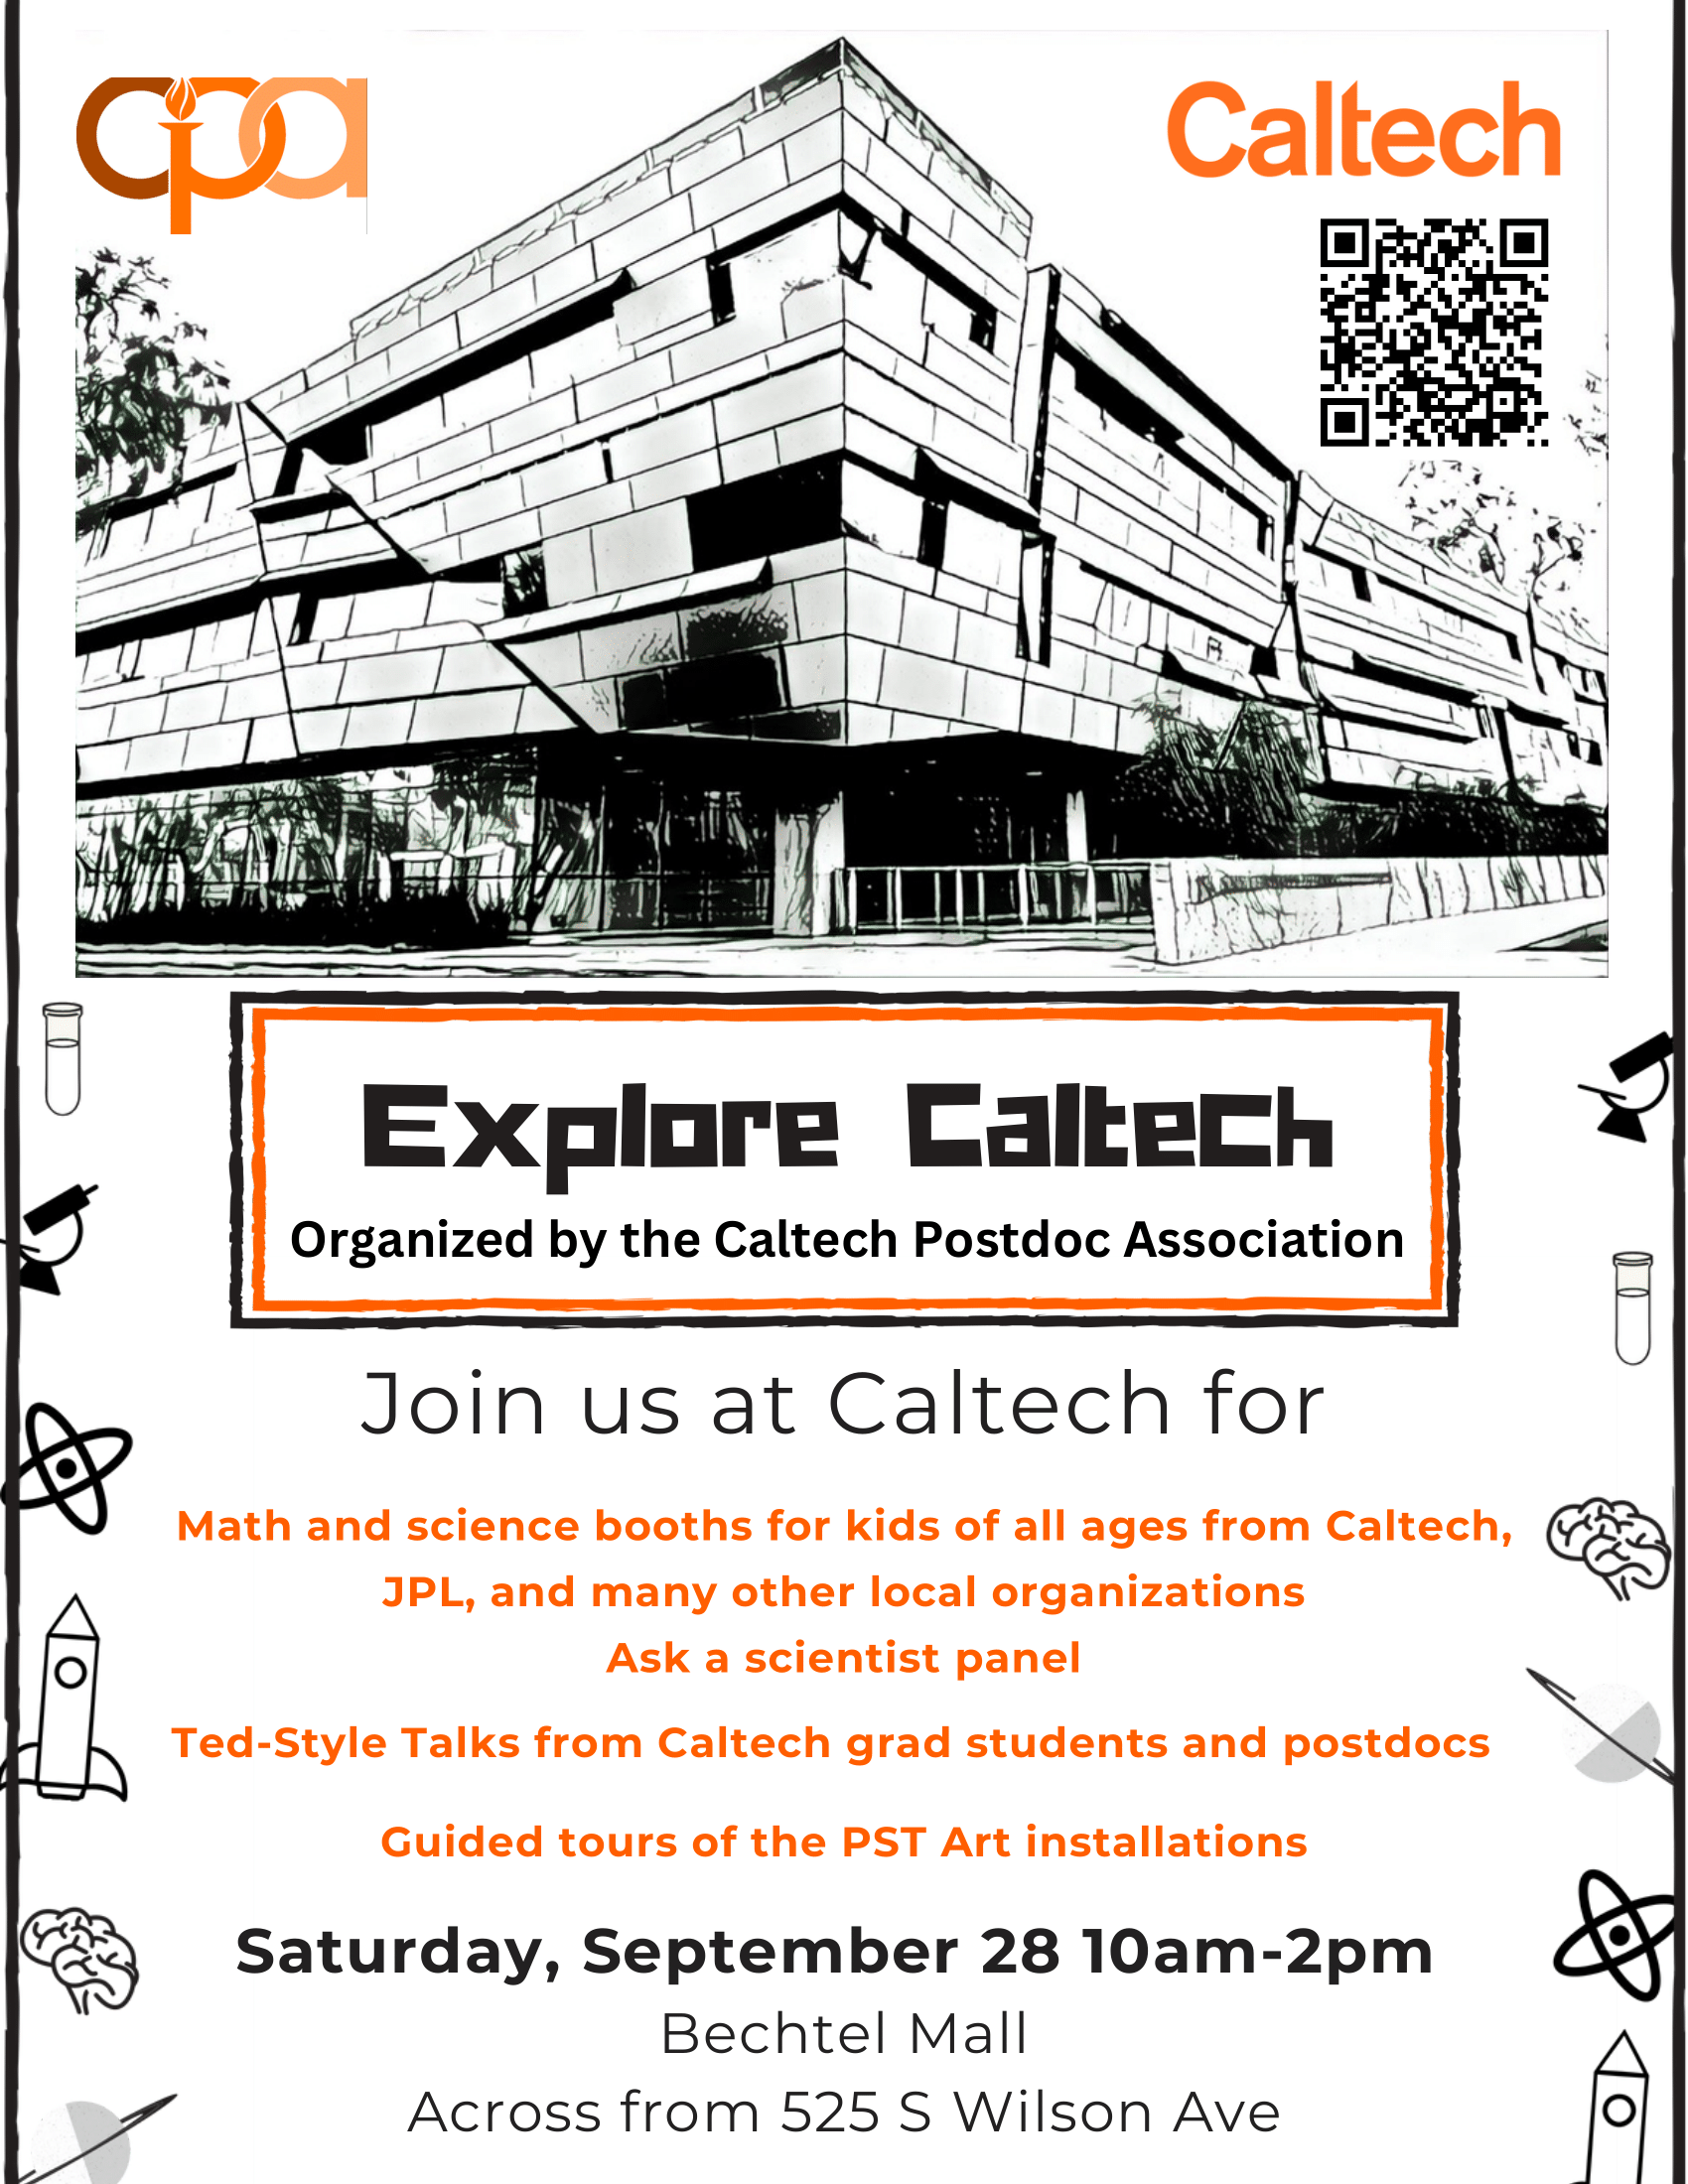 cpa
Caltech
Explore Caltech
Organized by the Caltech Postdoc Association
Join us at Caltech for
Math and science booths for kids of all ages from Caltech,
JPL, and many other local organizations
Ask a scientist panel
Ted-Style Talks from Caltech grad students and postdocs
Guided tours of the PST Art installations
Saturday, September 28 10am-2pm
Bechtel Mall
Across from 525 S Wilson Ave